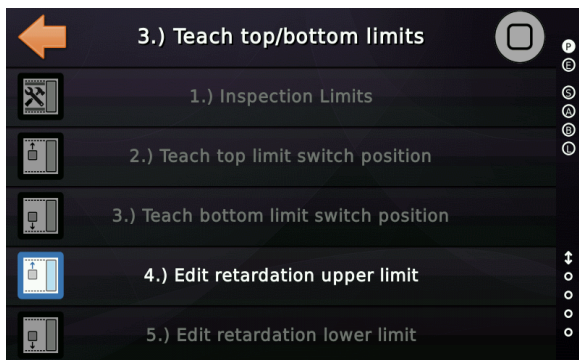 3.) Teach top/bottom limits
P
E
S
A
B
L
1.) Inspection Limits
2.) Teach top limit switch position
3.) Teach bottom limit switch position
4.) Edit retardation upper limit
5.) Edit retardation lower limit